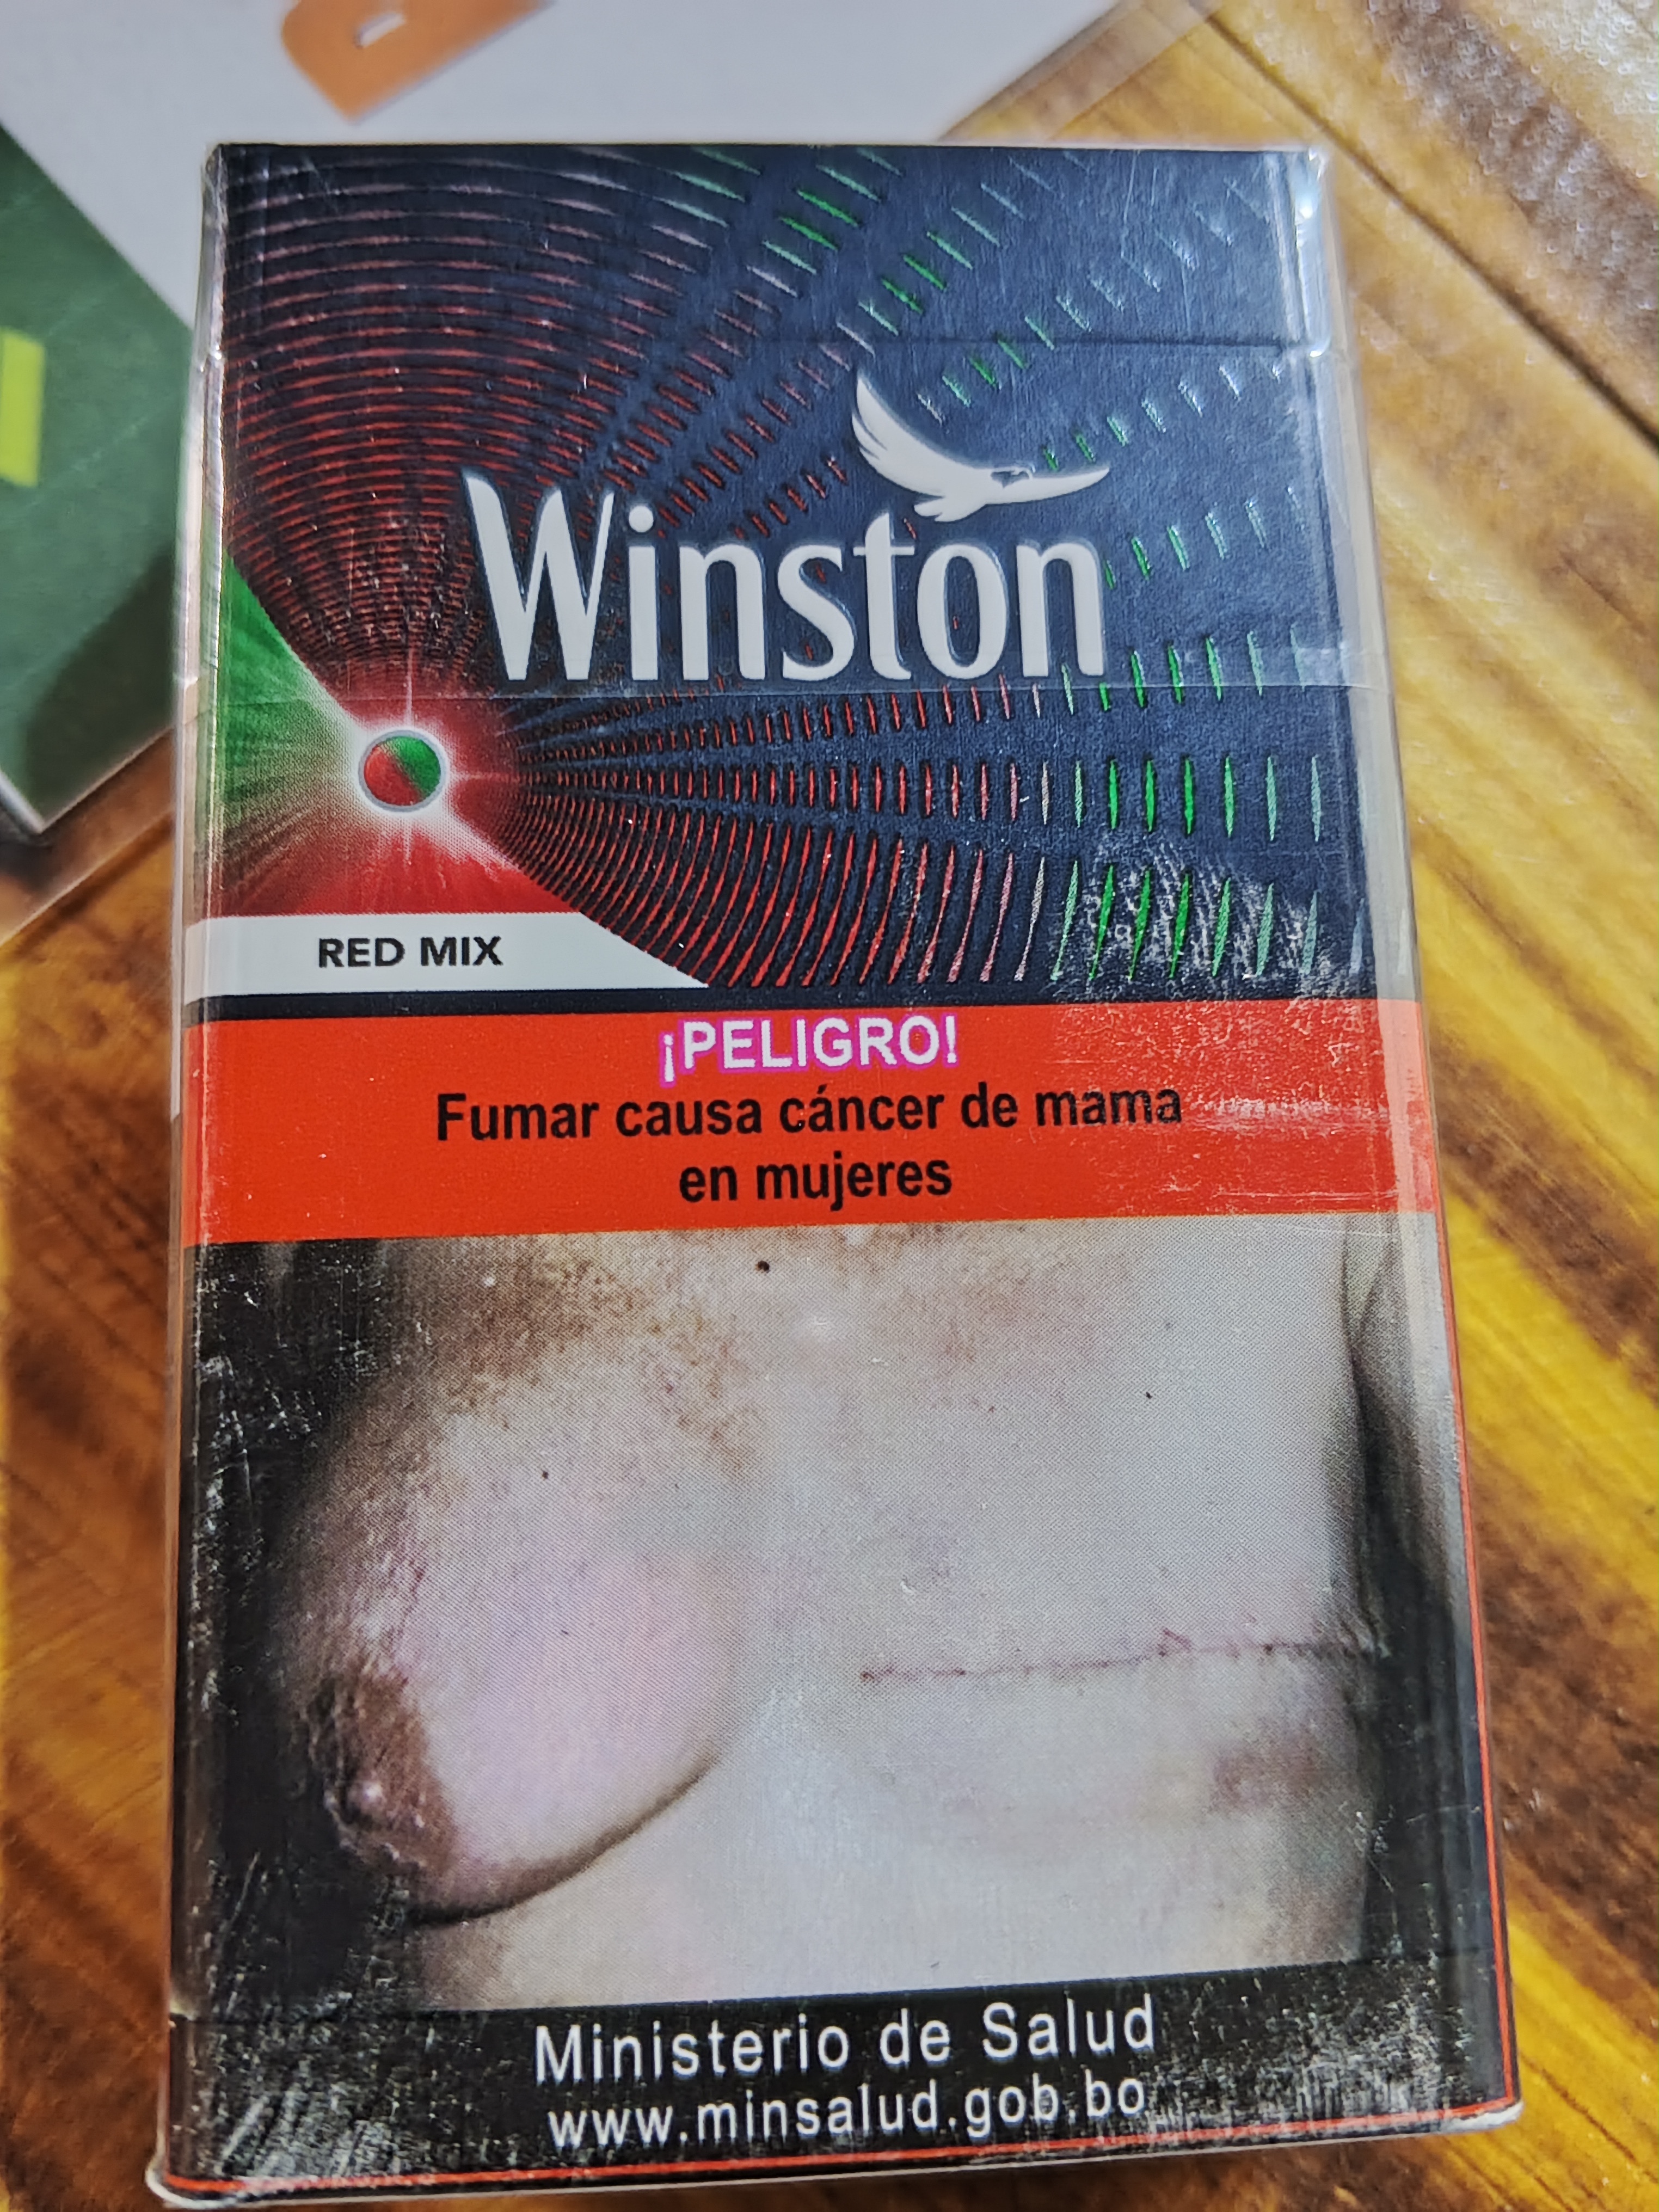 Winston
RED MIX
¡PELIGRO!
Fumar causa cáncer de mama
en mujeres
Ministerio de Salud
www.minsalud.gob.bo